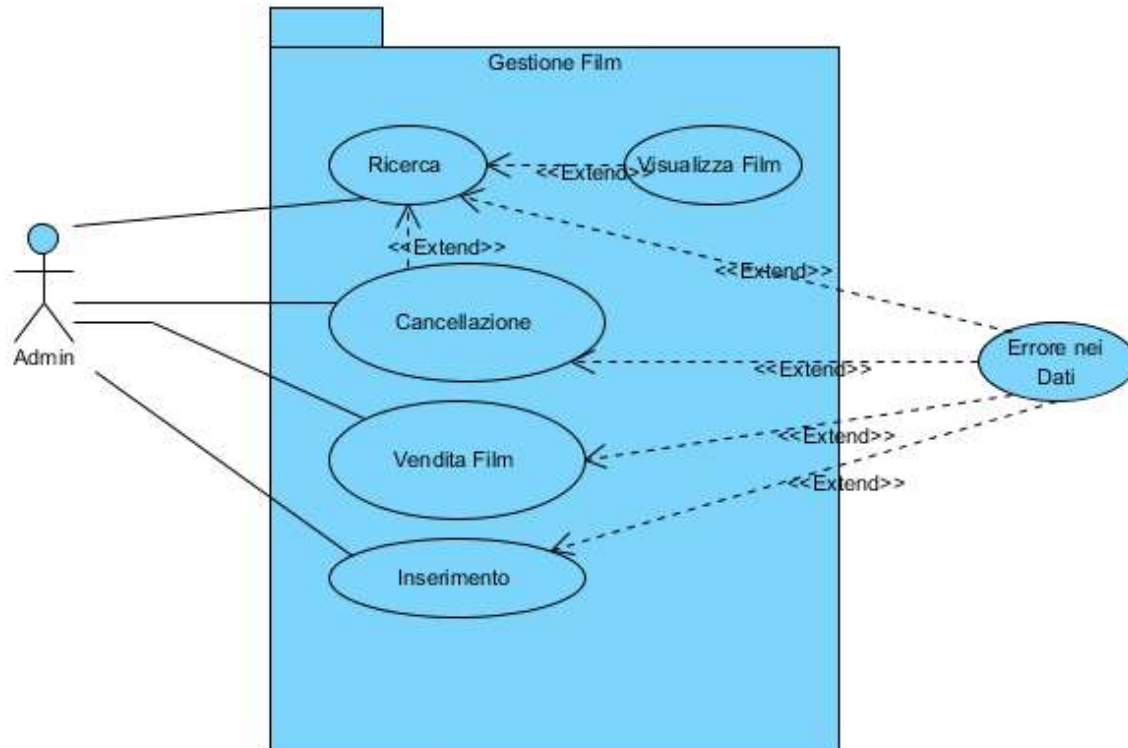 Gestione Film
Ricerca
<<Extend>>
Visualizza Film
<<Extend>>
<<Extend>>
Cancellazione
Admin
<<Extend>>
Errore nei
Dati
<<Extend>>
Vendita Film
<<Extend>>
Inserimento